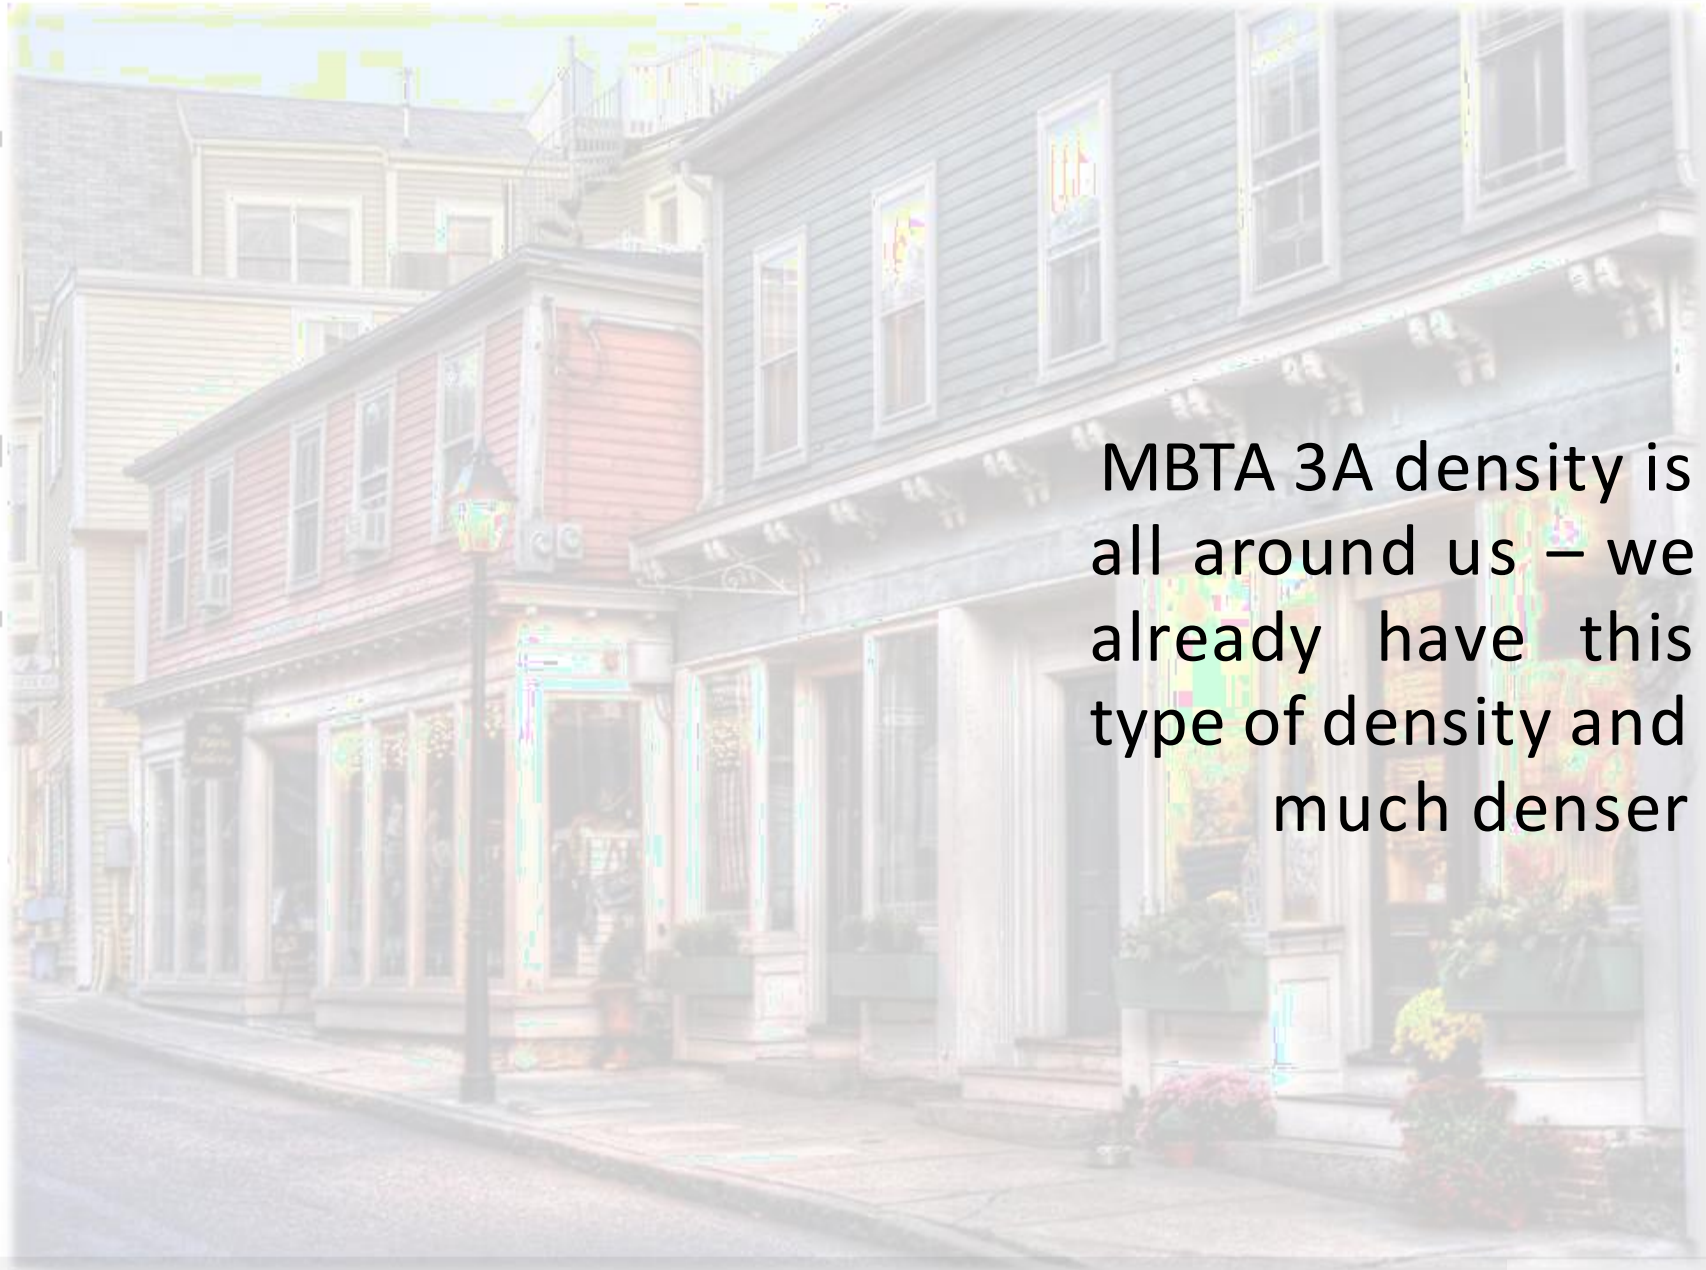 MBTA 3A density is
all around us – we
already have this
type of density and
much denser